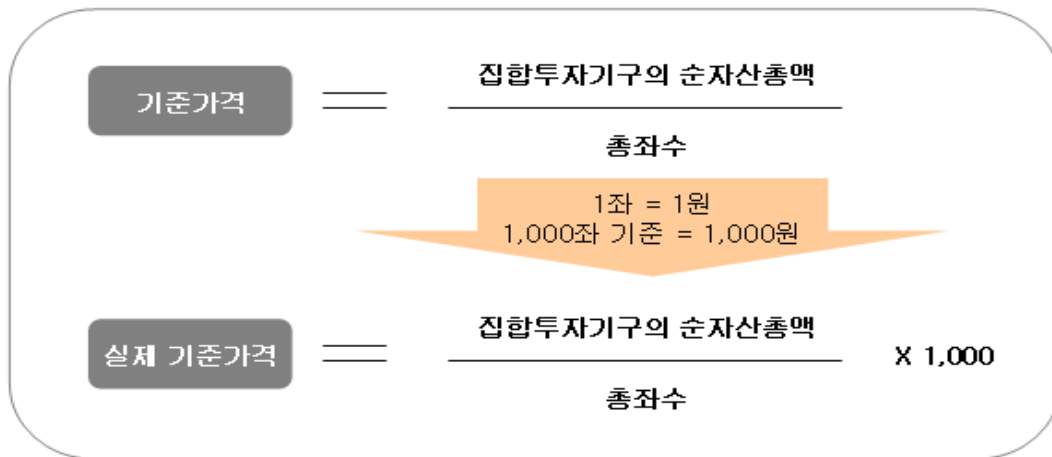 기준가격
집합투자기구의 순자산총액
총좌수
1좌 = 1원
1,000좌 기준 = 1,000원
실제 기준가격
집합투자기구의 순자산총액
총좌수
X 1,000